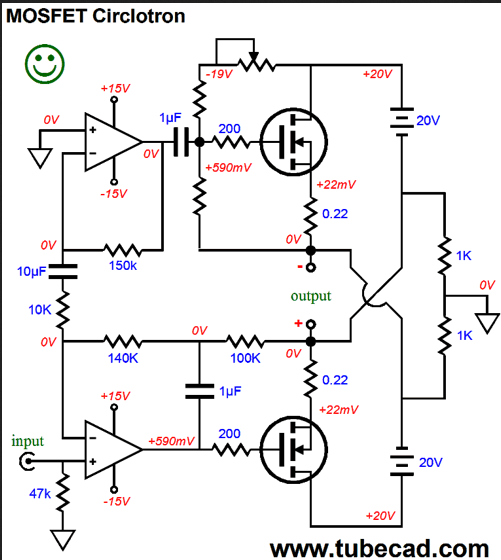 MOSFET Circlotron
+15V
0V
+
−
-15V
0V
1µF
-19V
200
+590mV
+20V
20V
+22mV
0.22
0V
-
output
+
0V
0V
150k
10µF
10K
0V
140K
0V
100K
1µF
1K
0V
1K
0.22
+22mV
+15V
−
+
input
+590mV
200
-15V
47k
20V
+20V
www.tubecad.com